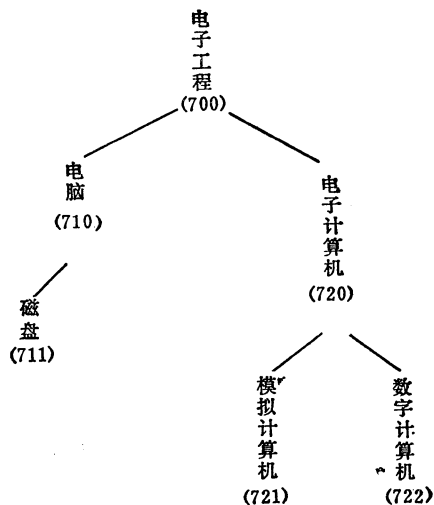 电子工程
(700)
电脑
(710)
电子计算机
(720)
磁盘
(711)
模拟计算机
(721)
数字计算机
(722)